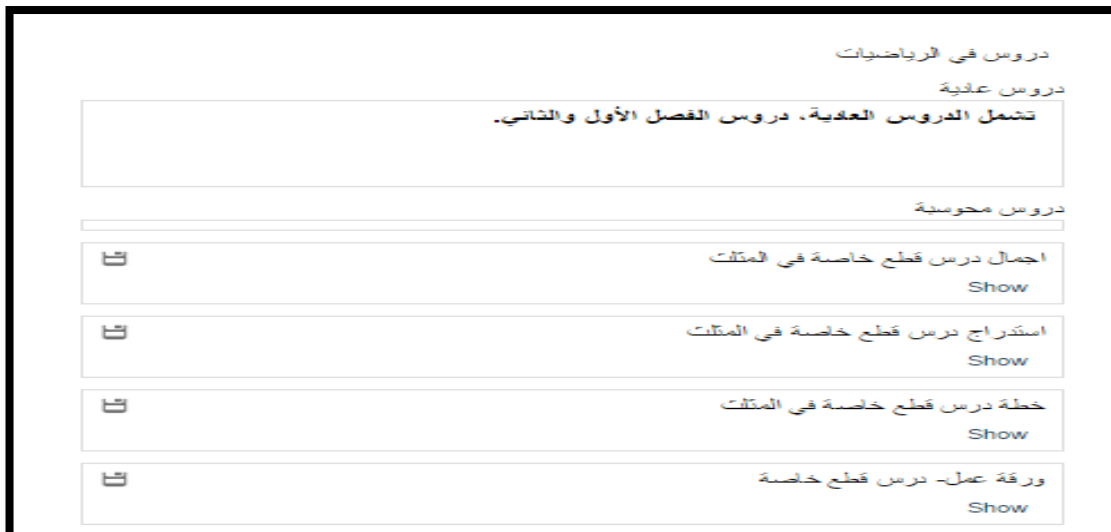 دروس في الرياضيات
دروس عادية
تشمل الدروس العادية، دروس الفصل الأول والثاني.
دروس محوسبة
اجمال درس قطع خاصة في المثلث
Show
استدراج درس قطع خاصة في المثلث
Show
خطة درس قطع خاصة في المثلث
Show
ورقة عمل- درس قطع خاصة
Show